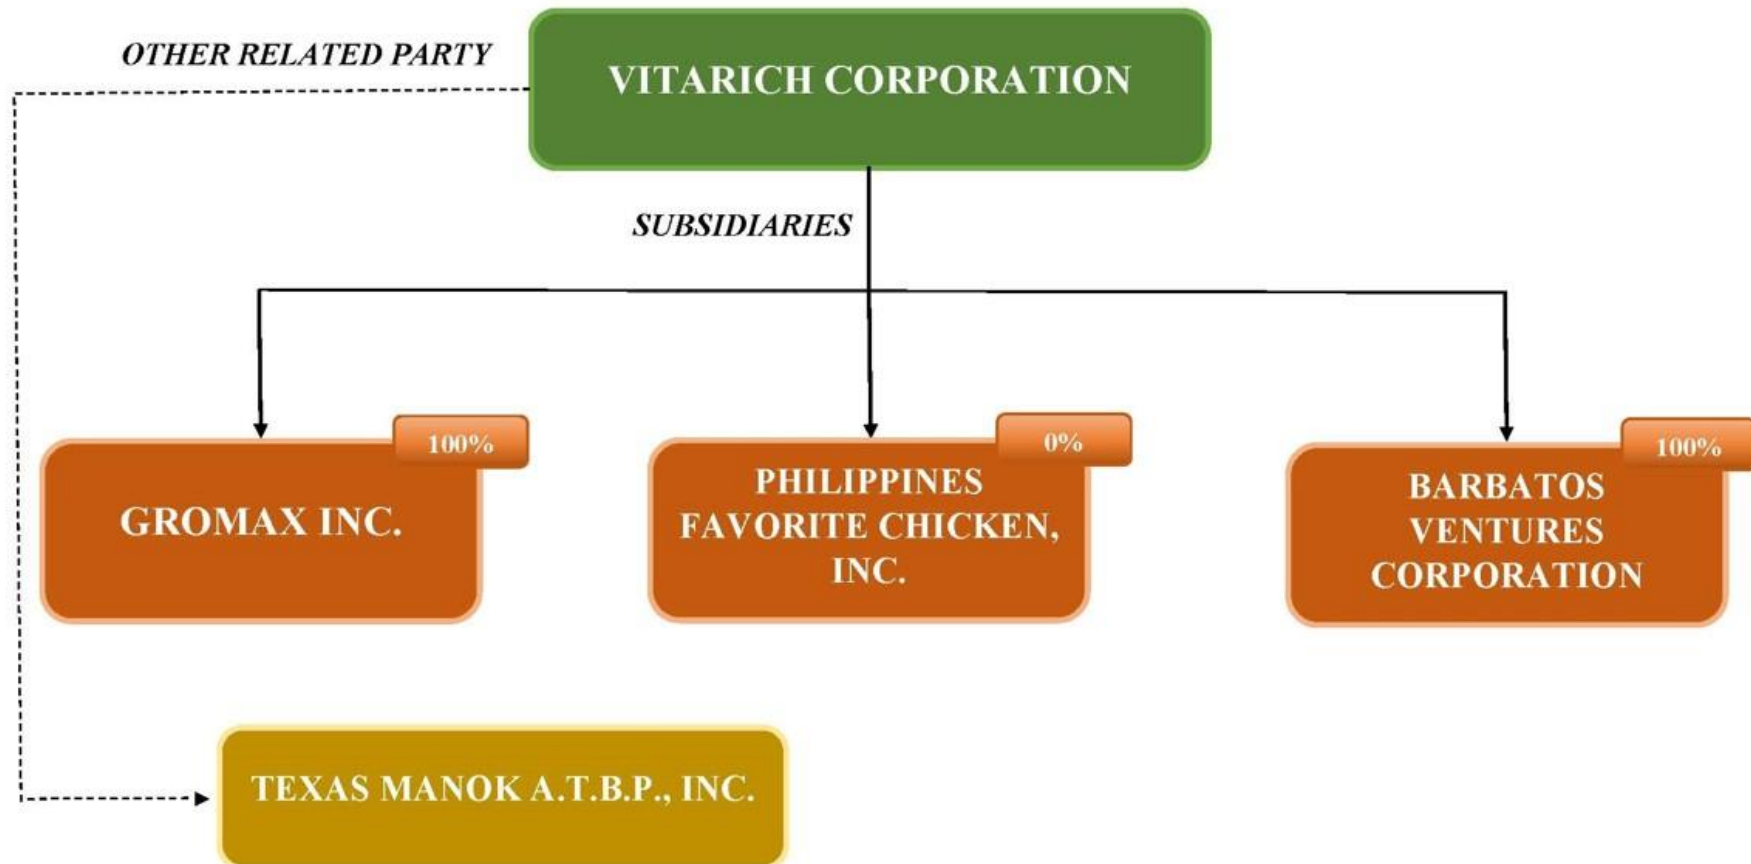 OTHER RELATED PARTY
VITARICH CORPORATION
SUBSIDIARIES
100%
GROMAX INC.
0%
PHILIPPINES
FAVORITE CHICKEN,
INC.
100%
BARBATOS
VENTURES
CORPORATION
TEXAS MANOK A.T.B.P., INC.